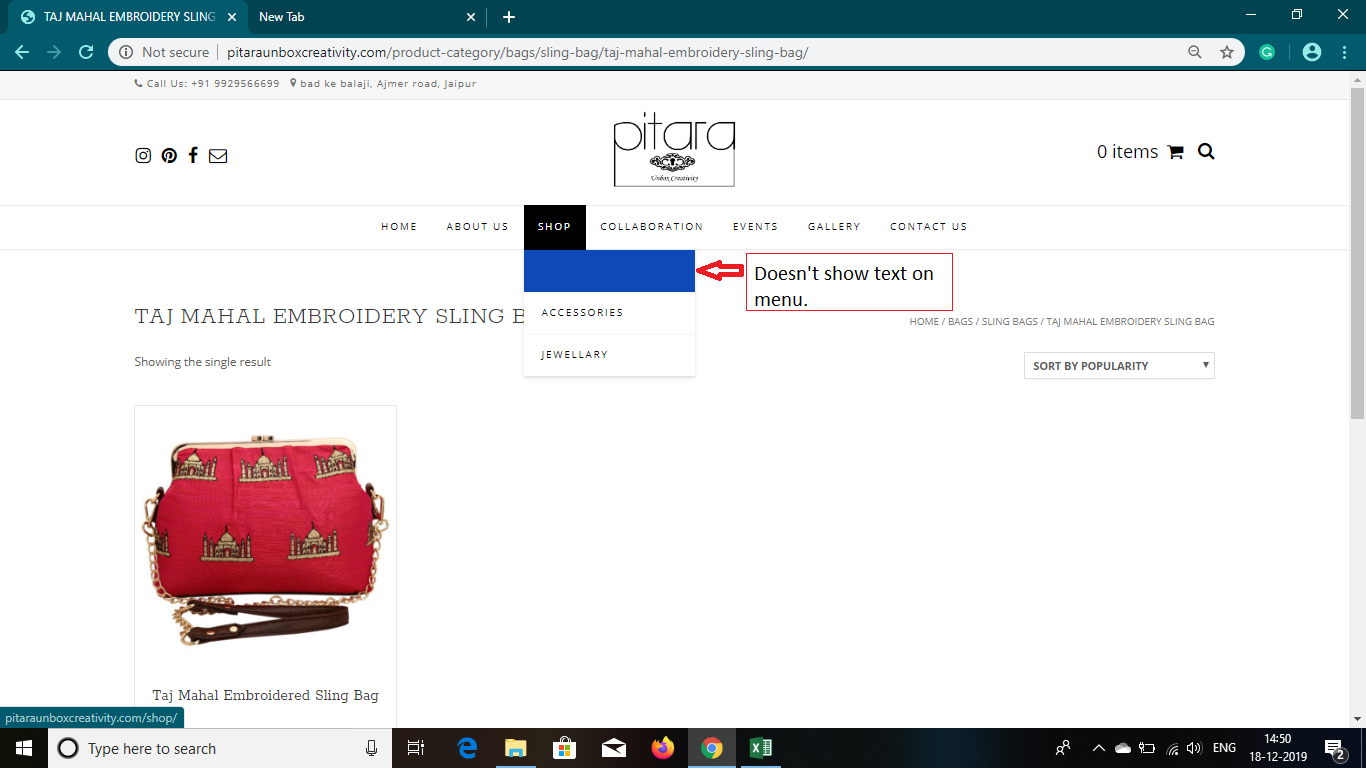 TAJ MAHAL EMBROIDERY SLING
New Tab
Not secure
pitaraunboxcreativity.com/product-category/bags/sling-bag/taj-mahal-embroidery-sling-bag/
Call Us: +91 9929566699 bad ke balaji, Ajmer road, Jaipur
pitara
Unbox Creativity
0 items
HOME ABOUT US SHOP COLLABORATION EVENTS GALLERY CONTACT US
Doesn't show text on
menu.
ACCESSORIES
JEWELLARY
TAJ MAHAL EMBROIDERY SLING B
HOME / BAGS / SLING BAGS / TAJ MAHAL EMBROIDERY SLING BAG
Showing the single result
SORT BY POPULARITY
Taj Mahal Embroidered Sling Bag
pitaraunboxcreativity.com/shop/
Type here to search
ENG
14:50
18-12-2019
2